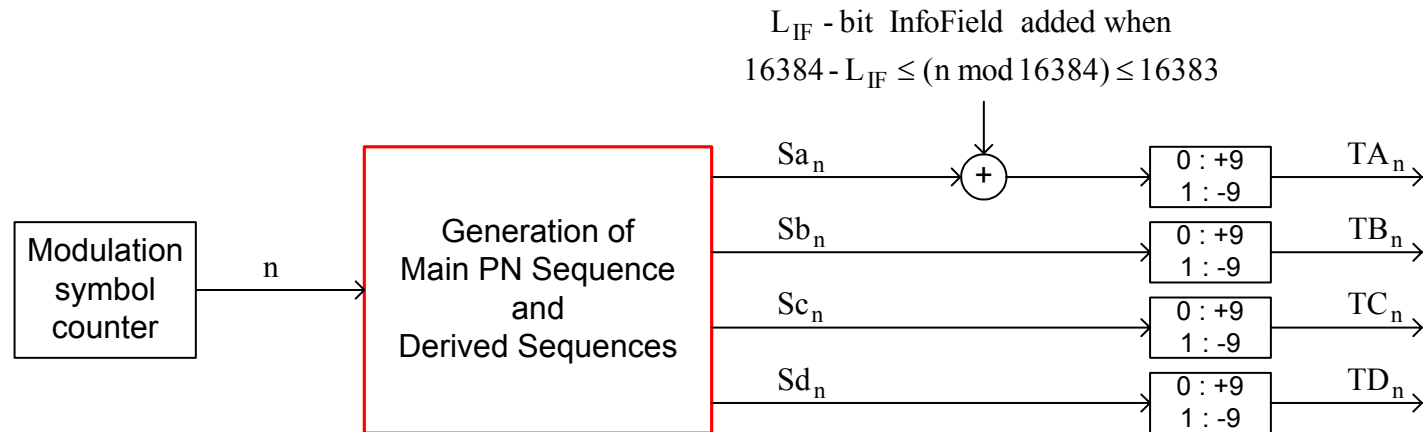 L_IF - bit InfoField added when
16384 - L_IF ≤ (n mod 16384) ≤ 16383
Modulation
symbol
counter
n
Generation of
Main PN Sequence
and
Derived Sequences
Sa_n
+
0 : +9
1 : -9
TA_n
Sb_n
0 : +9
1 : -9
TB_n
Sc_n
0 : +9
1 : -9
TC_n
Sd_n
0 : +9
1 : -9
TD_n